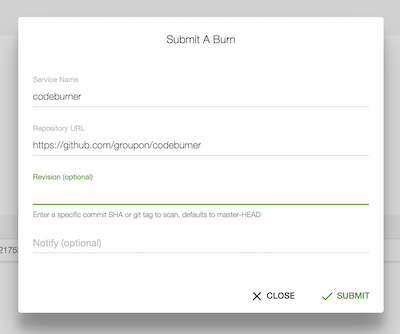 Submit A Burn
Service Name
codeburner
Repository URL
https://github.com/groupon/codeburner
Revision (optional)
Enter a specific commit SHA or git tag to scan, defaults to master-HEAD
Notify (optional)
CLOSE
SUBMIT